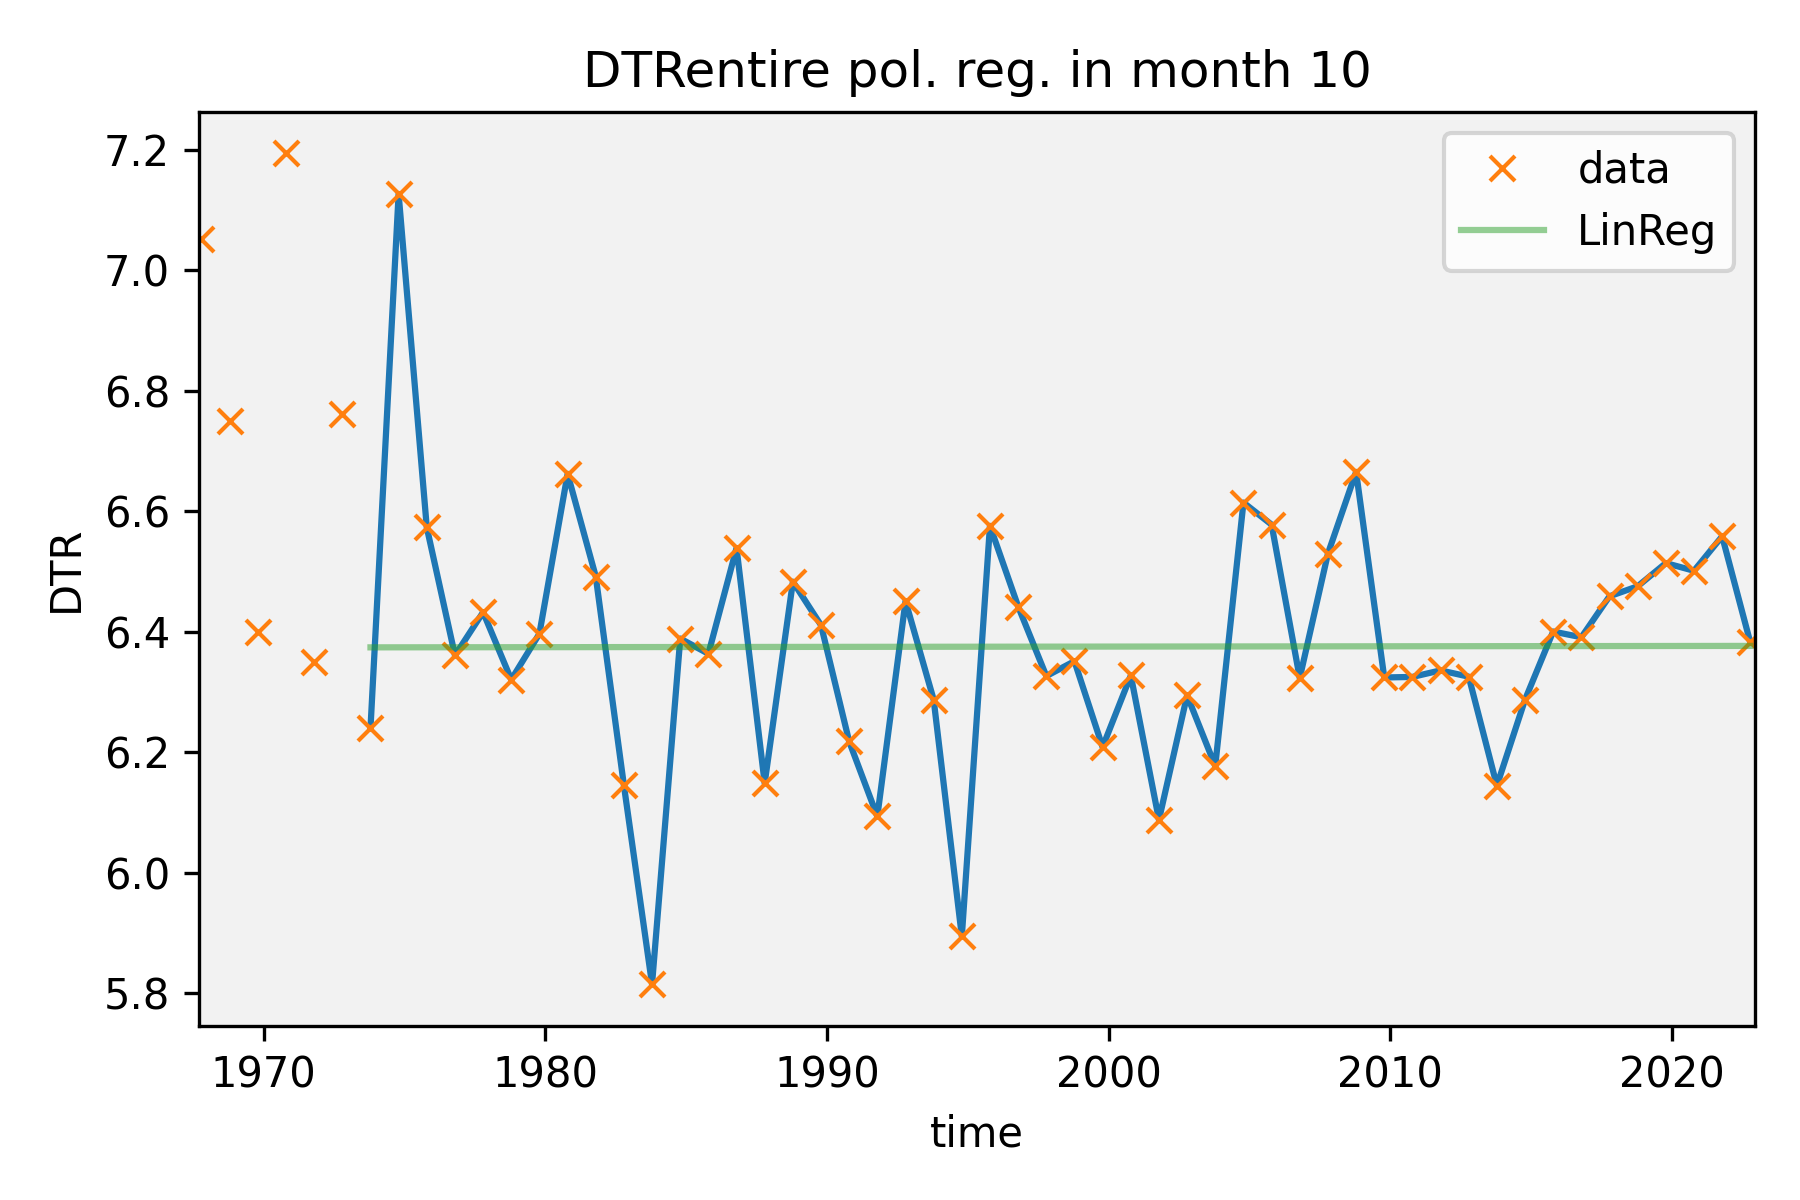 DTRentire pol. reg. in month 10
data
LinReg
7.2
7.0
6.8
6.6
6.4
6.2
6.0
5.8
DTR
1970 1980 1990 2000 2010 2020
time